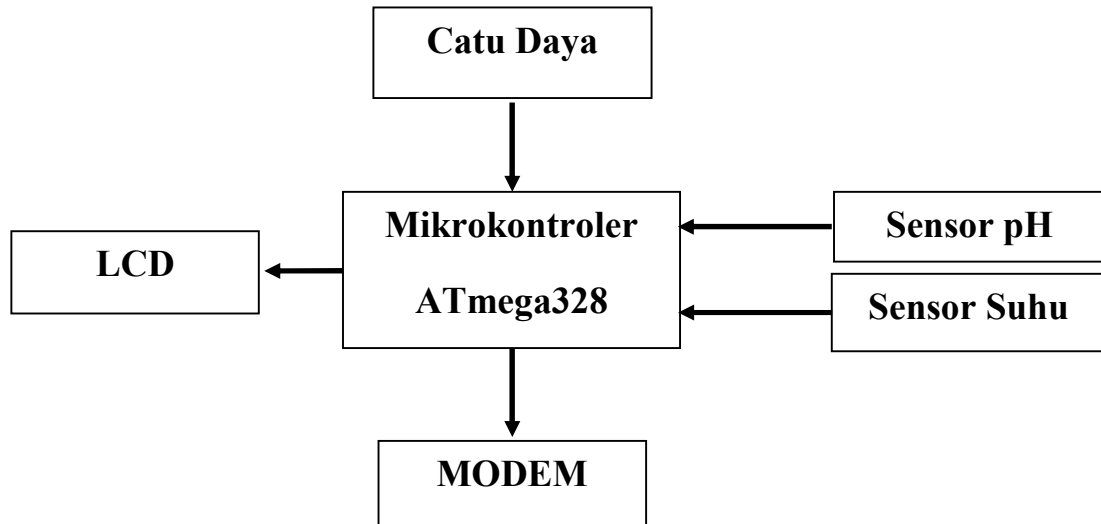 Catu Daya
Mikrokontroler
ATmega328
LCD
Sensor pH
Sensor Suhu
MODEM